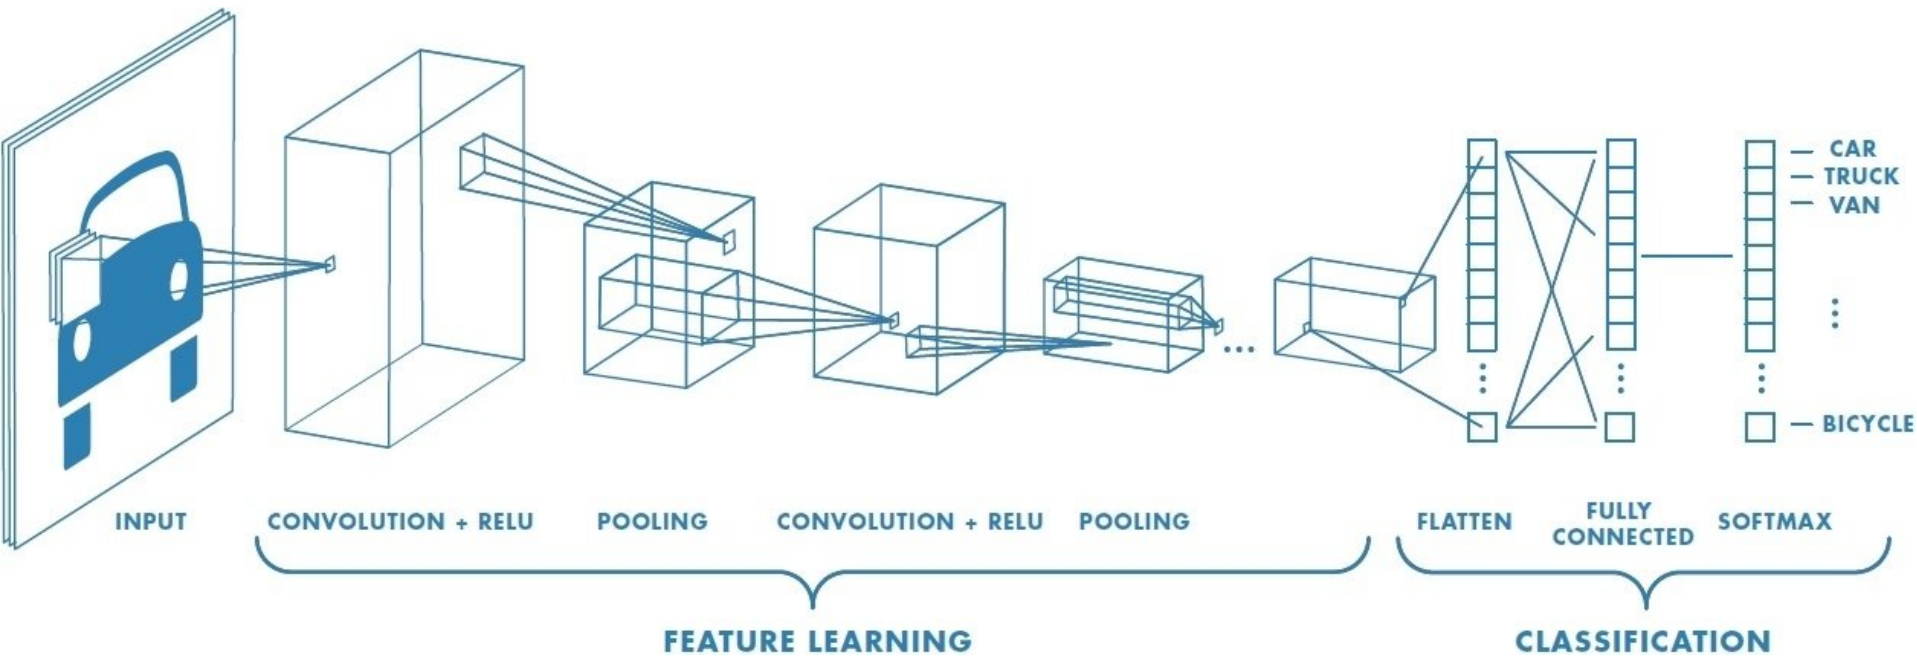 CAR
TRUCK
VAN
BICYCLE
INPUT
CONVOLUTION + RELU
POOLING
CONVOLUTION + RELU
POOLING
FLATTEN
FULLY
CONNECTED
SOFTMAX
FEATURE LEARNING
CLASSIFICATION